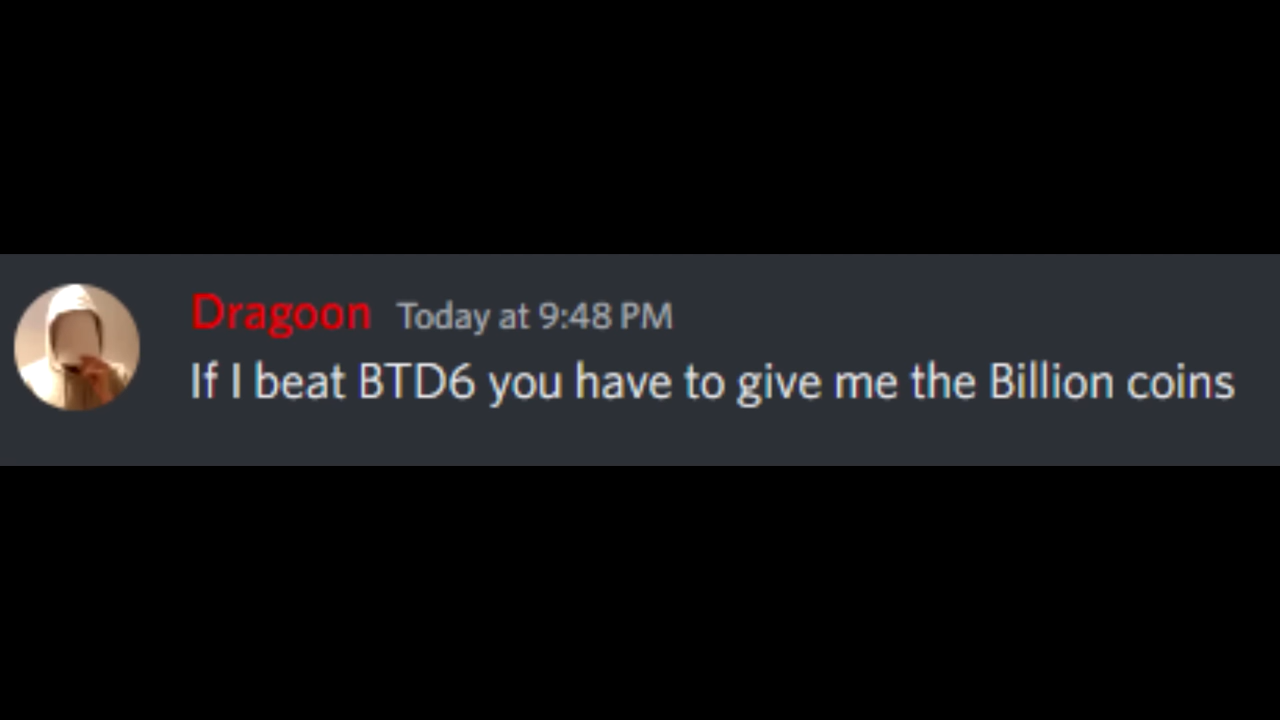 Dragoon Today at 9:48 PM
If I beat BTD6 you have to give me the Billion coins